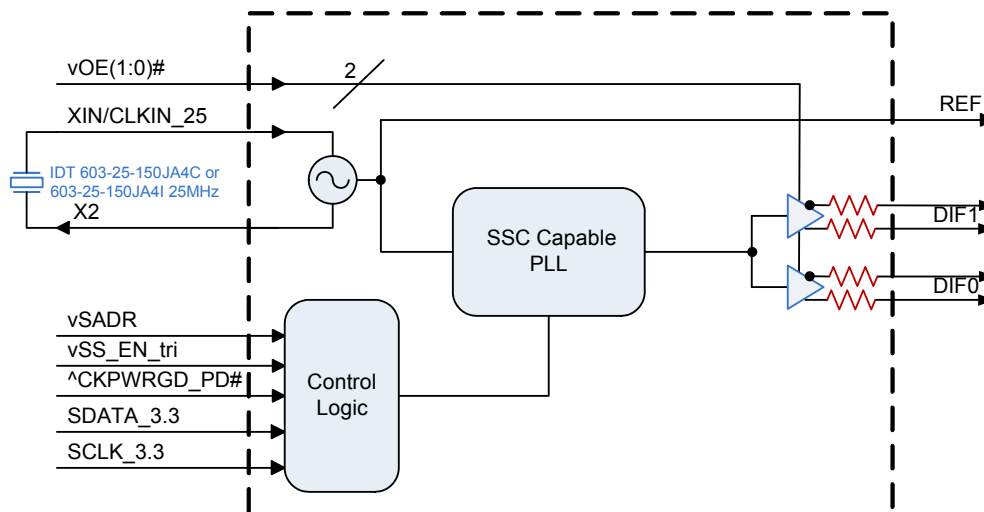 vOE(1:0)#
2
XIN/CLKIN_25
REF
IDT 603-25-150JA4C or
603-25-150JA4I 25MHz
X2
SSC Capable
PLL
DIF1
DIF0
vSADR
vSS_EN_tri
^CKPWRGD_PD#
SDATA_3.3
SCLK_3.3
Control
Logic